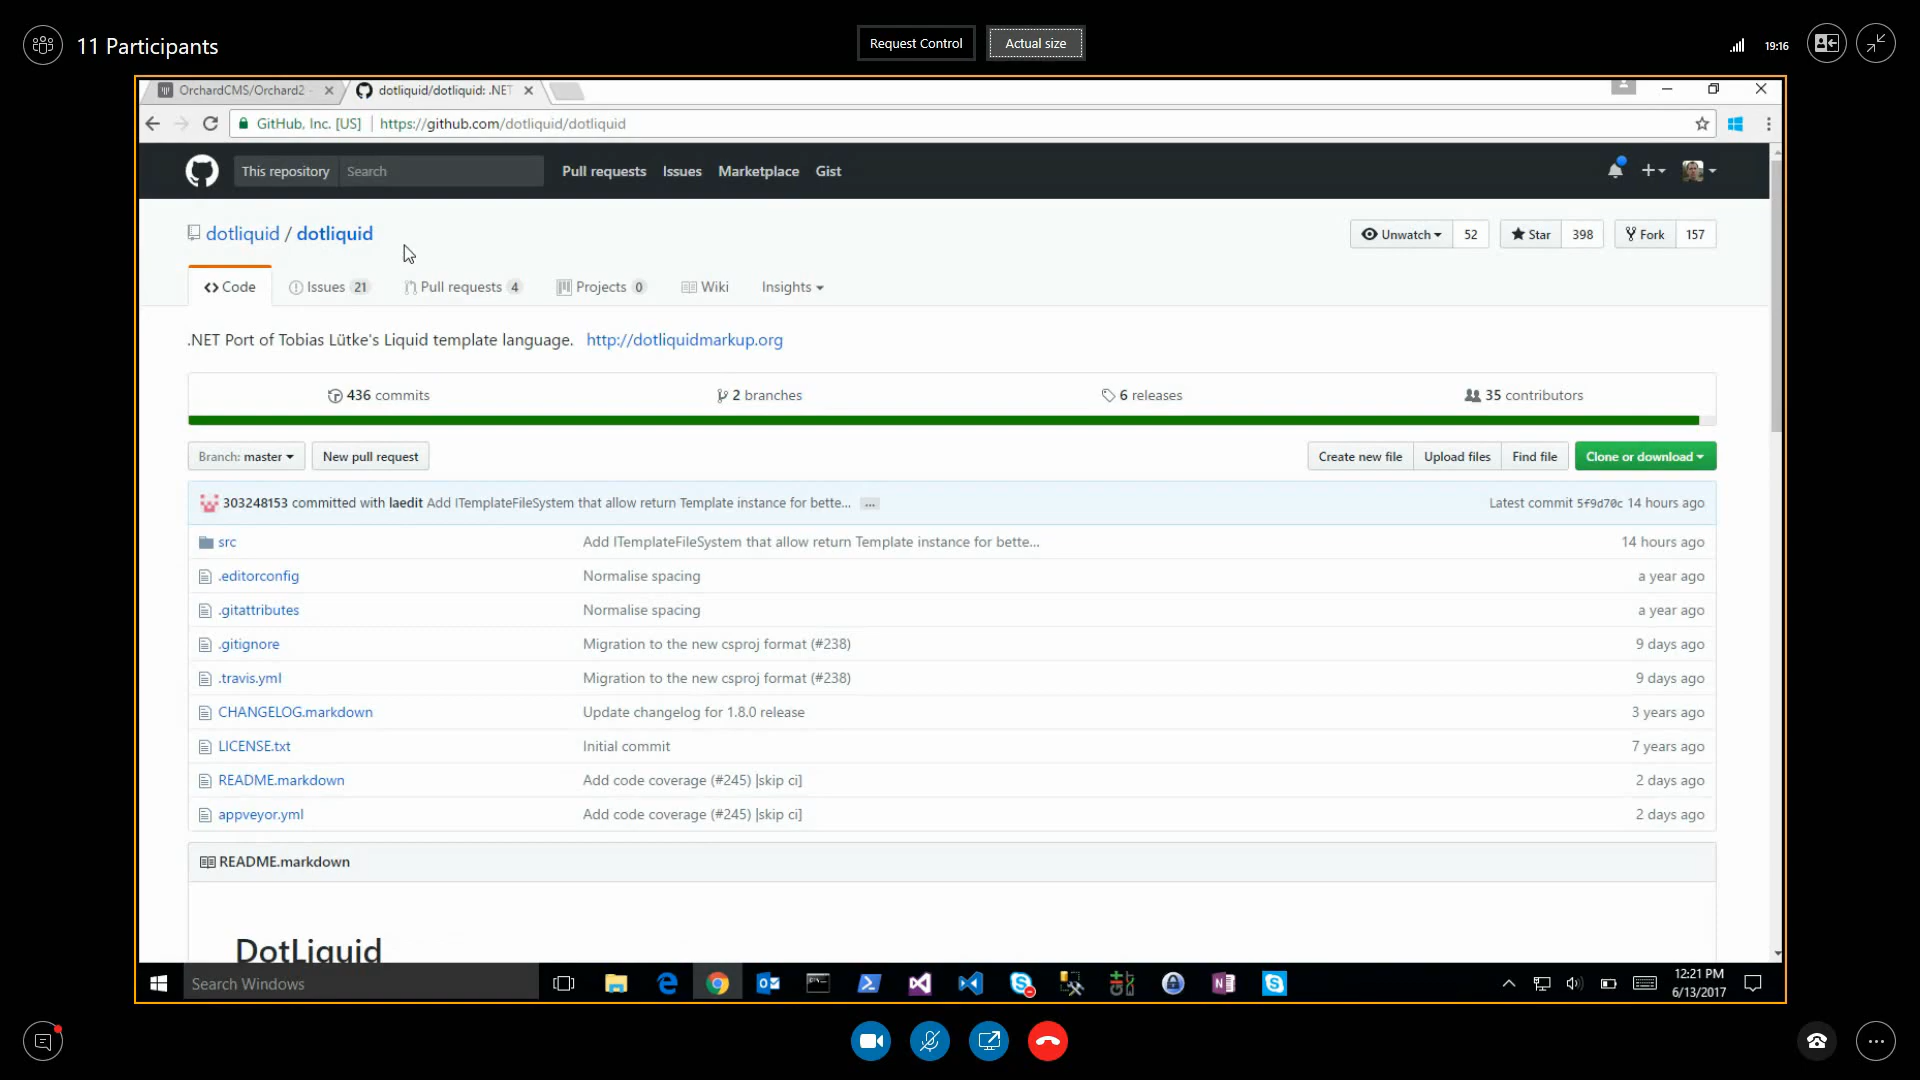 11 Participants
Request Control
Actual size
19:16
OrchardCMS/Orchard2 -
dotliquid/dotliquid: .NET
GitHub, Inc. [US] https://github.com/dotliquid/dotliquid
This repository Search Pull requests Issues Marketplace Gist
dotliquid / dotliquid
Unwatch 52 Star 398 Fork 157
Code Issues 21 Pull requests 4 Projects 0 Wiki Insights
.NET Port of Tobias Lütke's Liquid template language. http://dotliquidmarkup.org
436 commits 2 branches 6 releases 35 contributors
Branch: master New pull request Create new file Upload files Find file Clone or download
303248153 committed with laedit Add ITemplateFileSystem that allow return Template instance for bette... ... Latest commit 5f9d70c 14 hours ago
src Add ITemplateFileSystem that allow return Template instance for bette... 14 hours ago
.editorconfig Normalise spacing a year ago
.gitattributes Normalise spacing a year ago
.gitignore Migration to the new csproj format (#238) 9 days ago
.travis.yml Migration to the new csproj format (#238) 9 days ago
CHANGELOG.markdown Update changelog for 1.8.0 release 3 years ago
LICENSE.txt Initial commit 7 years ago
README.markdown Add code coverage (#245) |skip ci] 2 days ago
appveyor.yml Add code coverage (#245) |skip ci] 2 days ago
README.markdown
DotLiquid
Search Windows
12:21 PM
6/13/2017